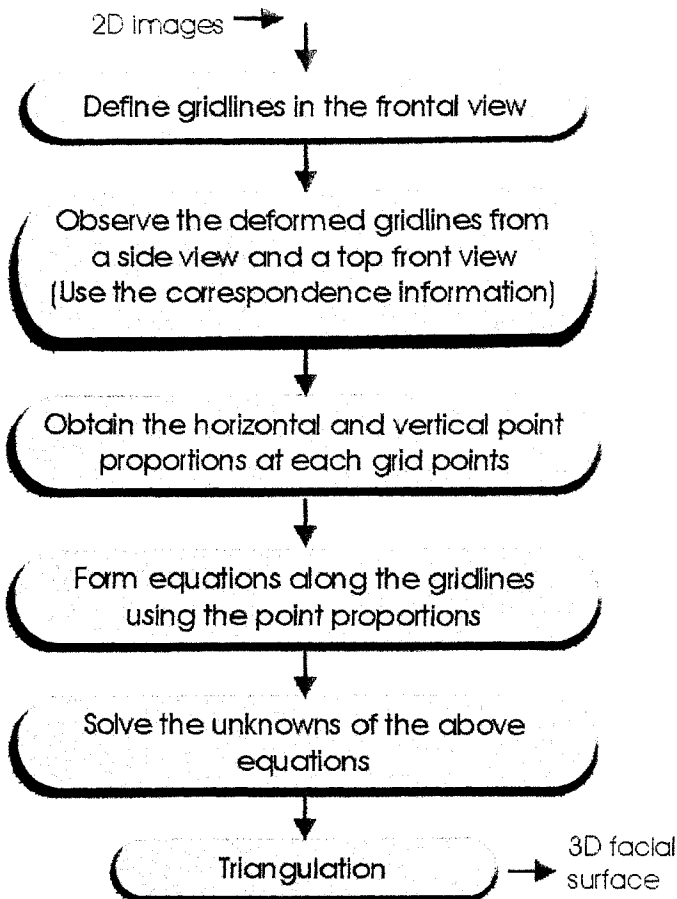 2D images
Define gridlines in the frontal view
Observe the deformed gridlines from
a side view and a top front view
(Use the correspondence information)
Obtain the horizontal and vertical point
proportions at each grid points
Form equations along the gridlines
using the point proportions
Solve the unknowns of the above
equations
Triangulation
3D facial
surface